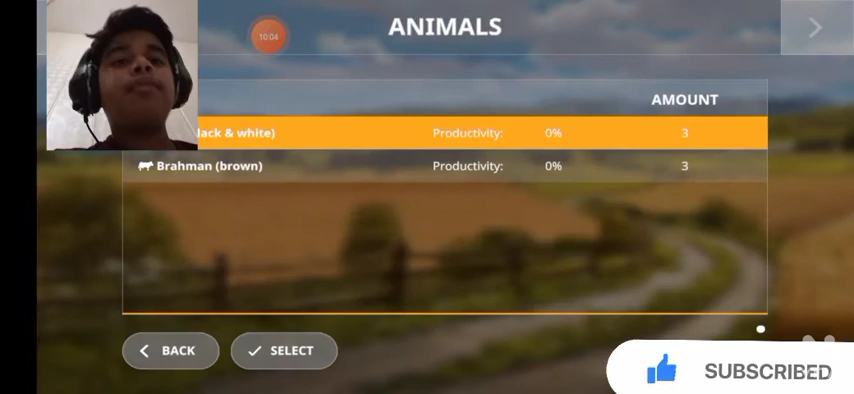 10:04
ANIMALS
AMOUNT
lack & white) Productivity: 0% 3
Brahman (brown) Productivity: 0% 3
BACK SELECT
SUBSCRIBED